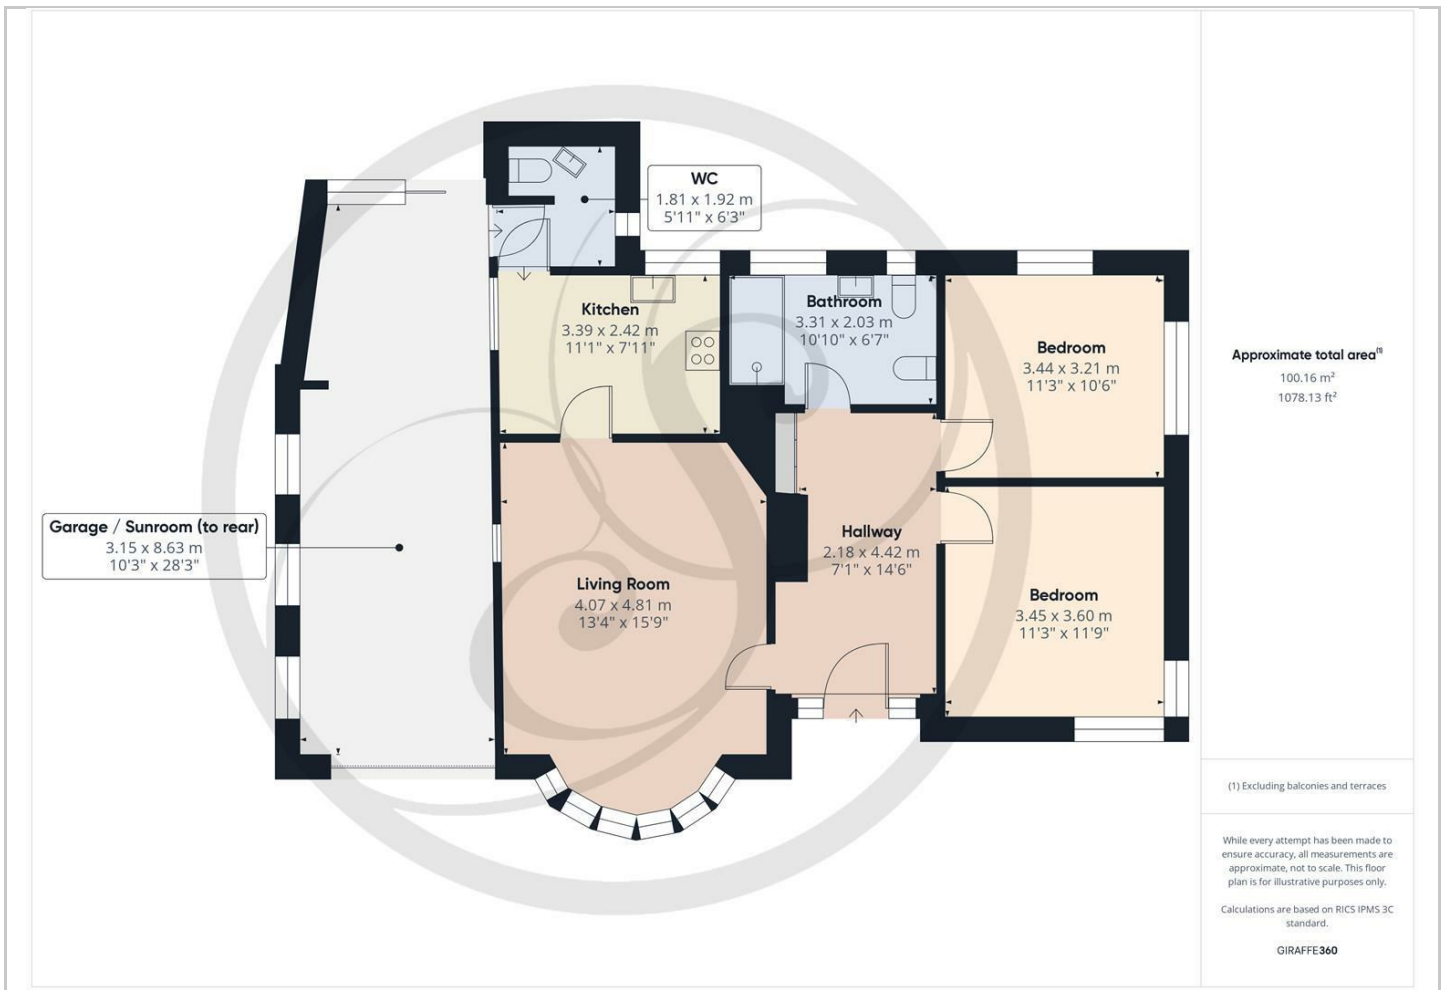 WC
1.81 x 1.92 m
5'11" x 6'3"
Kitchen
3.39 x 2.42 m
11'1" x 7'11"
Bathroom
3.31 x 2.03 m
10'10" x 6'7"
Bedroom
3.44 x 3.21 m
11'3" x 10'6"
Garage / Sunroom (to rear)
3.15 x 8.63 m
10'3" x 28'3"
Living Room
4.07 x 4.81 m
13'4" x 15'9"
Hallway
2.18 x 4.42 m
7'1" x 14'6"
Bedroom
3.45 x 3.60 m
11'3" x 11'9"
Approximate total area⁽¹⁾
100.16 m²
1078.13 ft²
(1) Excluding balconies and terraces
While every attempt has been made to
ensure accuracy, all measurements are
approximate, not to scale. This floor
plan is for illustrative purposes only.
Calculations are based on RICS IPMS 3C
standard.
GIRAFFE360